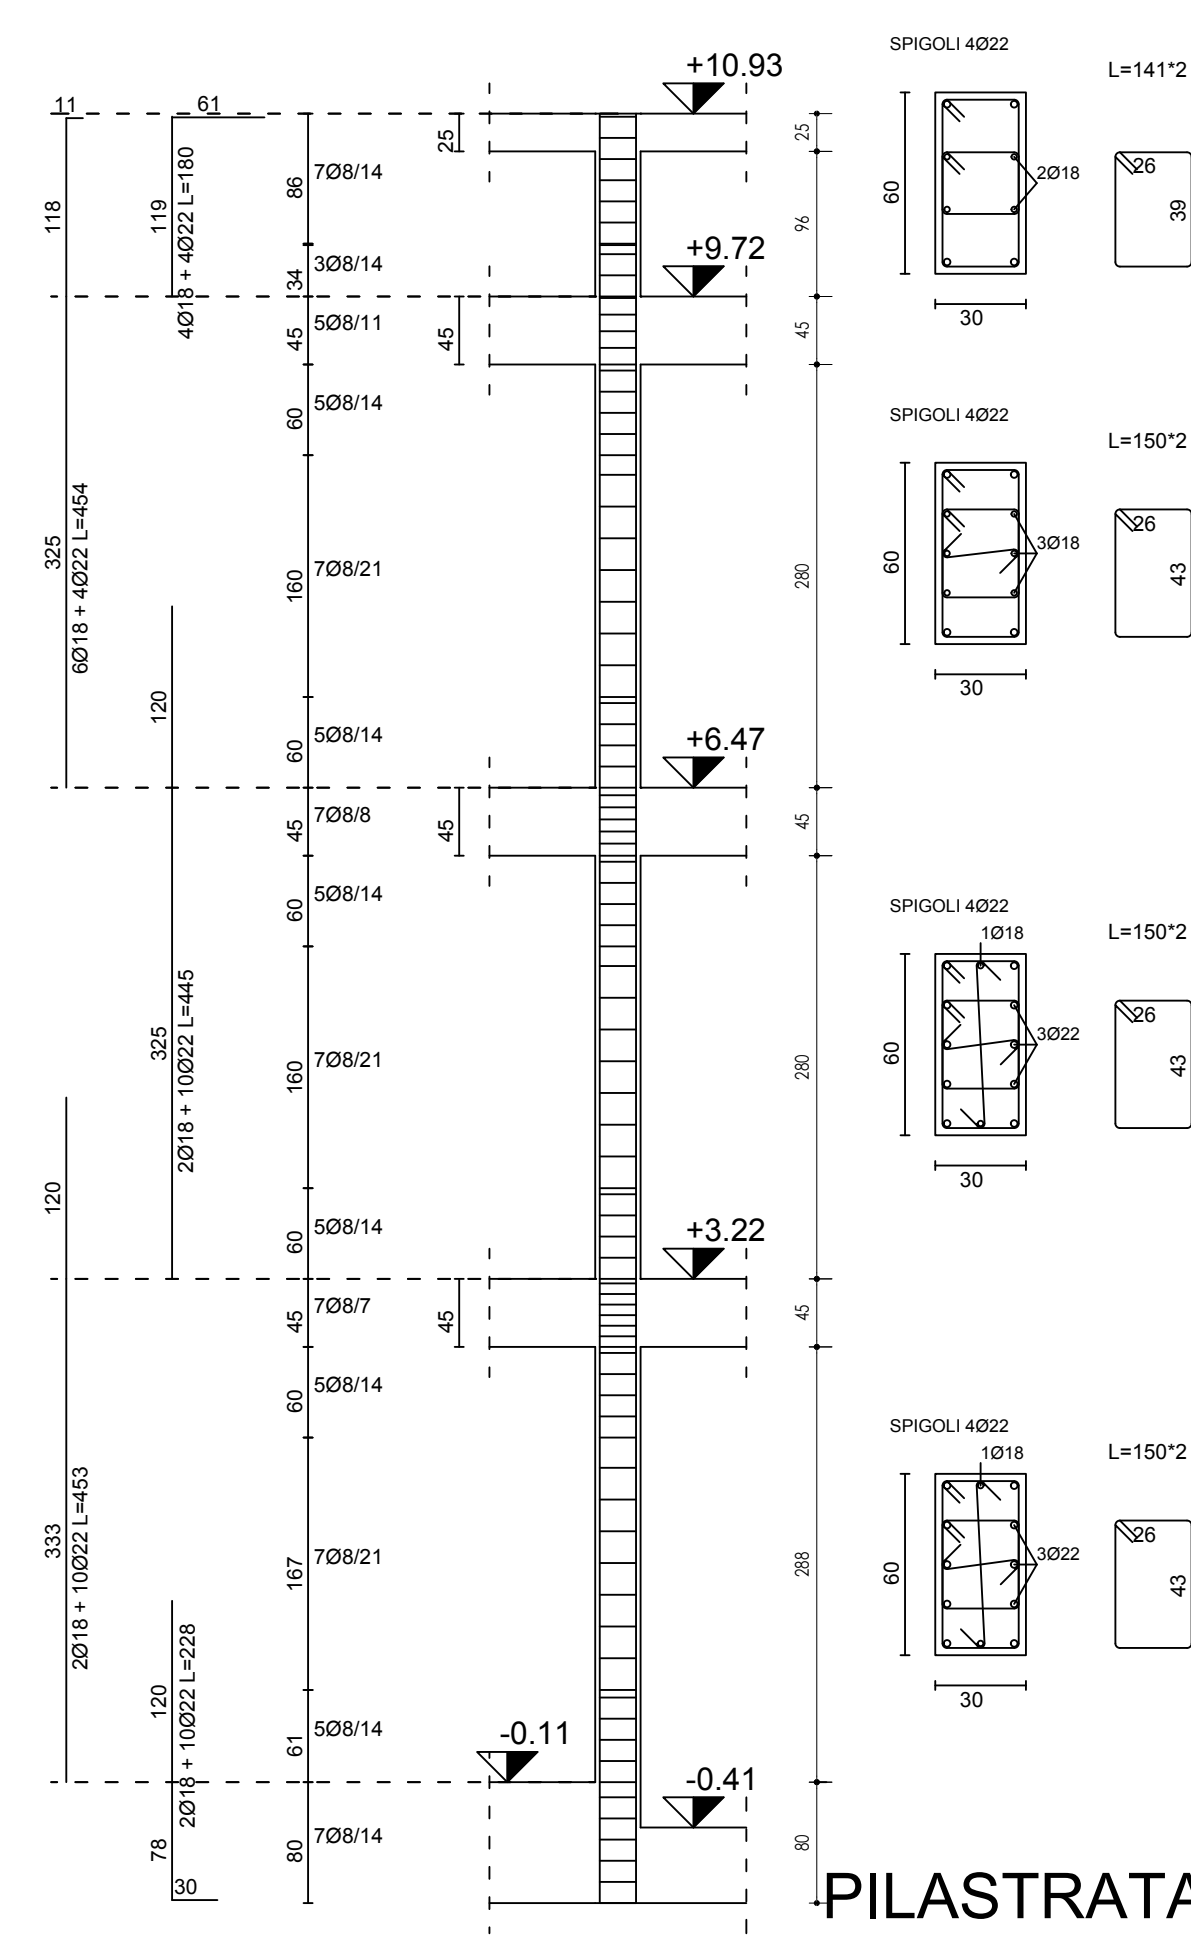 +10.93
SPIGOLI 4Ø22
L=141*2
11
61
25
25
7Ø8/14
86
118
119
4Ø18 + 4Ø22 L=180
96
60
2Ø18
26
39
30
+9.72
3Ø8/14
34
5Ø8/11
45
45
45
5Ø8/14
60
SPIGOLI 4Ø22
L=150*2
325
6Ø18 + 4Ø22 L=454
7Ø8/21
160
280
60
3Ø18
26
43
30
120
5Ø8/14
60
+6.47
7Ø8/8
45
45
45
5Ø8/14
60
SPIGOLI 4Ø22
1Ø18
L=150*2
325
2Ø18 + 10Ø22 L=445
7Ø8/21
160
280
60
3Ø22
26
43
30
120
5Ø8/14
60
+3.22
7Ø8/7
45
45
45
5Ø8/14
60
SPIGOLI 4Ø22
1Ø18
L=150*2
333
2Ø18 + 10Ø22 L=453
7Ø8/21
167
288
60
3Ø22
26
43
30
120
2Ø18 + 10Ø22 L=228
5Ø8/14
61
-0.11
-0.41
7Ø8/14
78
80
80
30
PILASTRATA